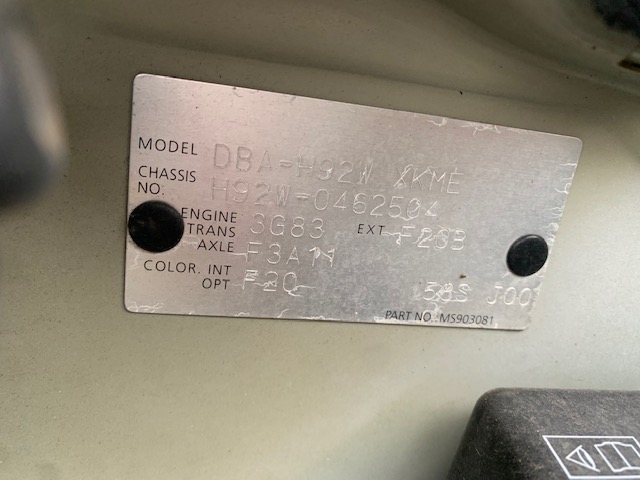 MODEL DBA-H92W XKME
CHASSIS NO: H92W-0462504
ENGINE 3G83 EXT F26B
TRANS AXLE F3A11
COLOR. INT OPT F20 58S J00
PART NO.:MS903081